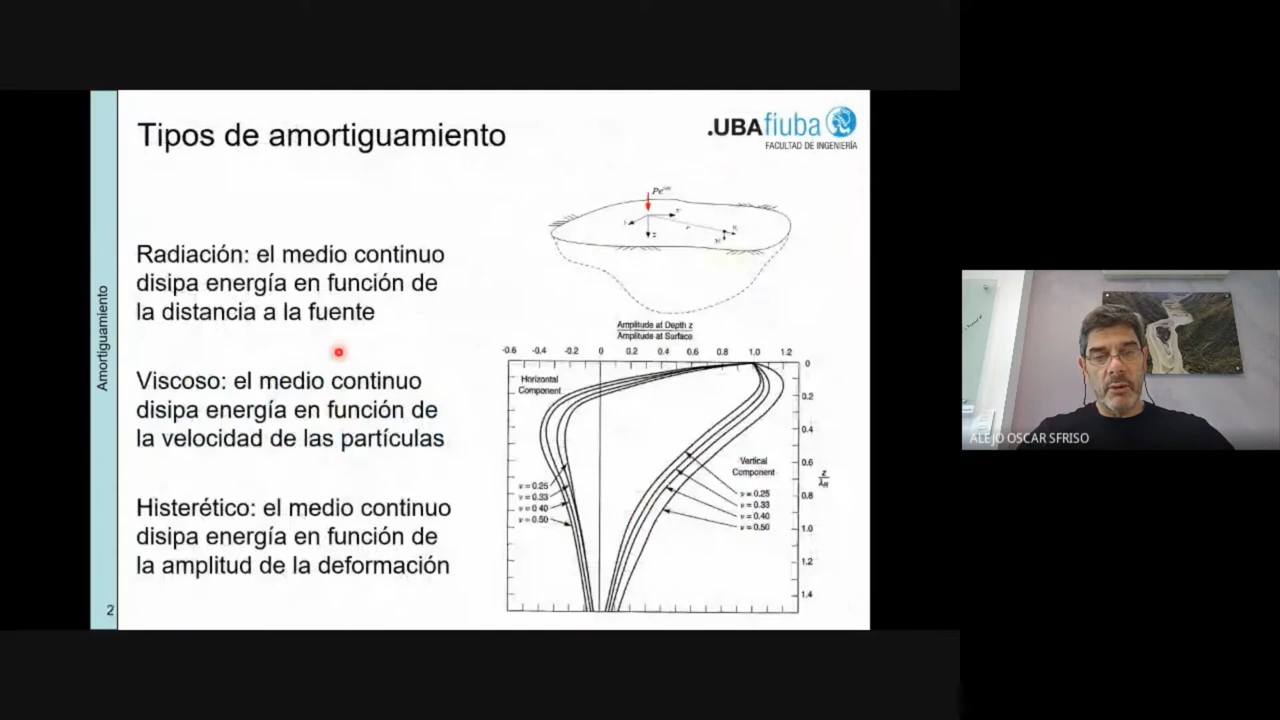 Tipos de amortiguamiento
.UBAfiuba
FACULTAD DE INGENIERÍA
Radiación: el medio continuo
disipa energía en función de
la distancia a la fuente
Viscoso: el medio continuo
disipa energía en función de
la velocidad de las partículas
Histerético: el medio continuo
disipa energía en función de
la amplitud de la deformación
Amortiguamiento
2
Amplitude at Depth z
Amplitude at Surface
-0.6 -0.4 -0.2 0 0.2 0.4 0.6 0.8 1.0 1.2
Horizontal
Component
ν = 0.25
ν = 0.33
ν = 0.40
ν = 0.50
Vertical
Component
ν = 0.25
ν = 0.33
ν = 0.40
ν = 0.50
0
0.2
0.4
0.6
0.8
1.0
1.2
1.4
z
λR
ALEJO OSCAR SFRISO